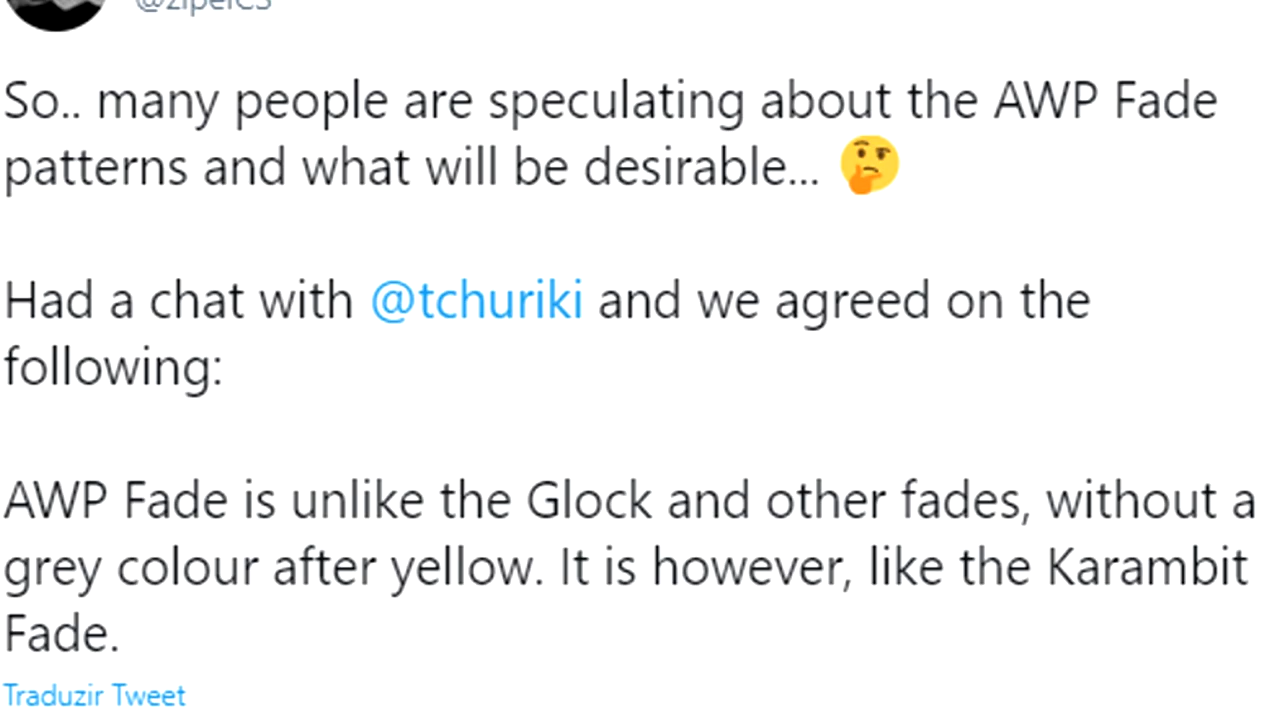 @zipelCS
So.. many people are speculating about the AWP Fade
patterns and what will be desirable... 🤔
Had a chat with @tchuriki and we agreed on the
following:
AWP Fade is unlike the Glock and other fades, without a
grey colour after yellow. It is however, like the Karambit
Fade.
Traduzir Tweet